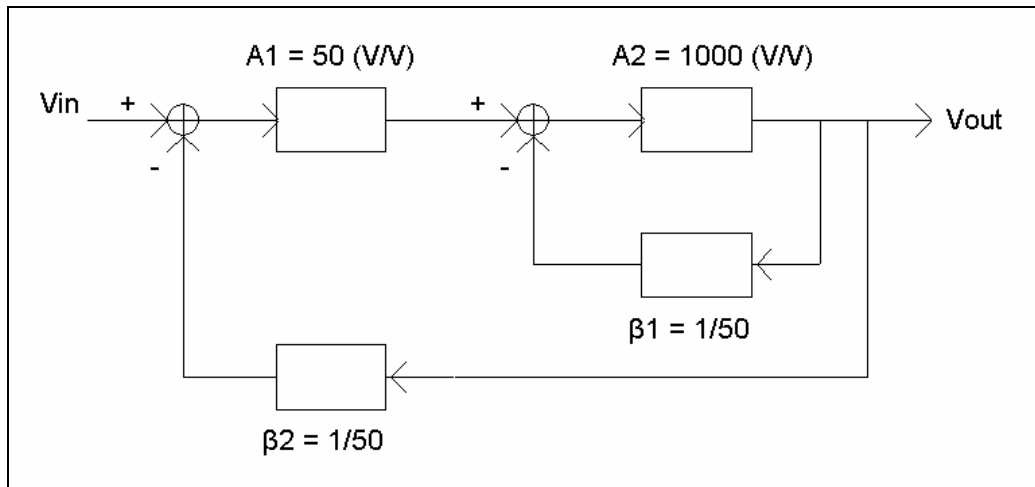 A1 = 50 (V/V)
A2 = 1000 (V/V)
Vin
+
+
Vout
-
-
β1 = 1/50
β2 = 1/50